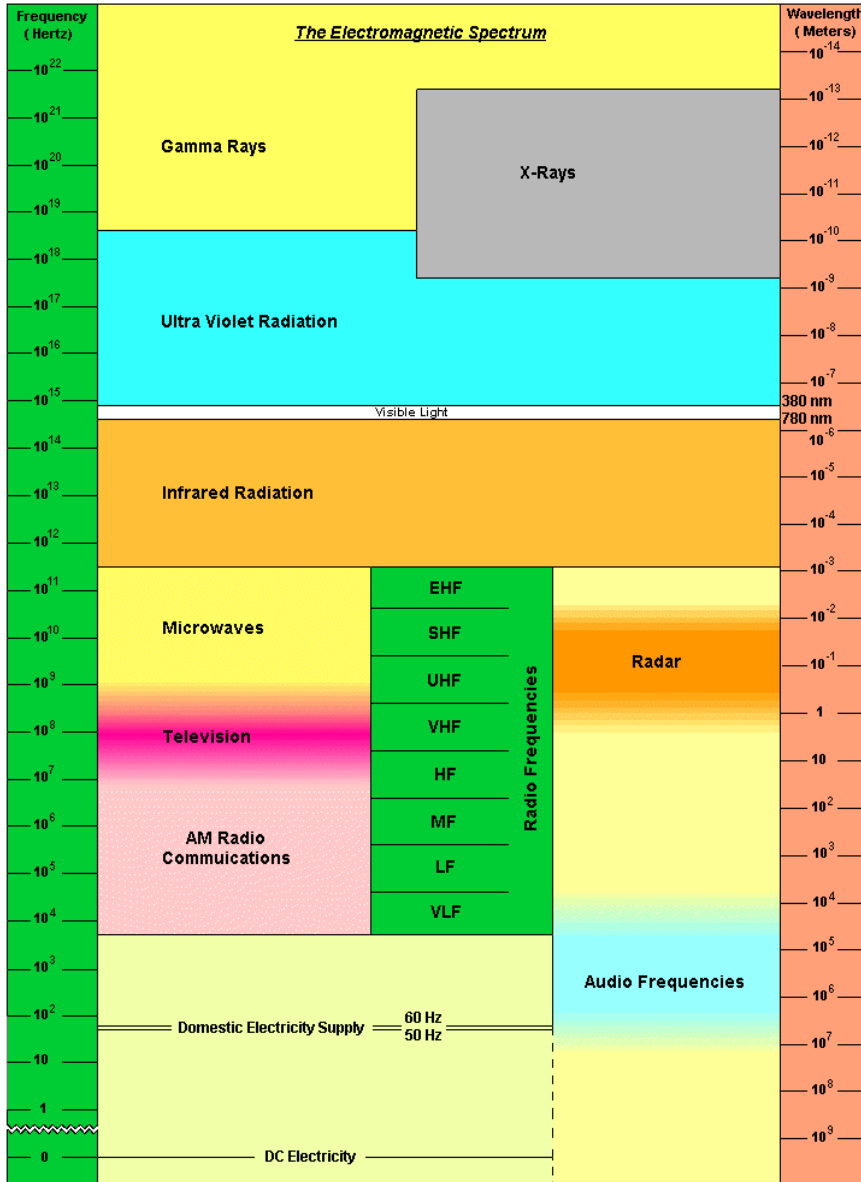 Frequency
( Hertz )
The Electromagnetic Spectrum
Wavelength
( Meters )
10^22
10^21
10^20
10^19
10^18
10^17
10^16
10^15
10^14
10^13
10^12
10^11
10^10
10^9
10^8
10^7
10^6
10^5
10^4
10^3
10^2
10
1
0
Gamma Rays
X-Rays
Ultra Violet Radiation
Visible Light
Infrared Radiation
Microwaves
Television
AM Radio
Commuications
EHF
SHF
UHF
VHF
HF
MF
LF
VLF
Radio Frequencies
Radar
Audio Frequencies
Domestic Electricity Supply
60 Hz
50 Hz
DC Electricity
10^-14
10^-13
10^-12
10^-11
10^-10
10^-9
10^-8
10^-7
380 nm
780 nm
10^-6
10^-5
10^-4
10^-3
10^-2
10^-1
1
10
10^2
10^3
10^4
10^5
10^6
10^7
10^8
10^9